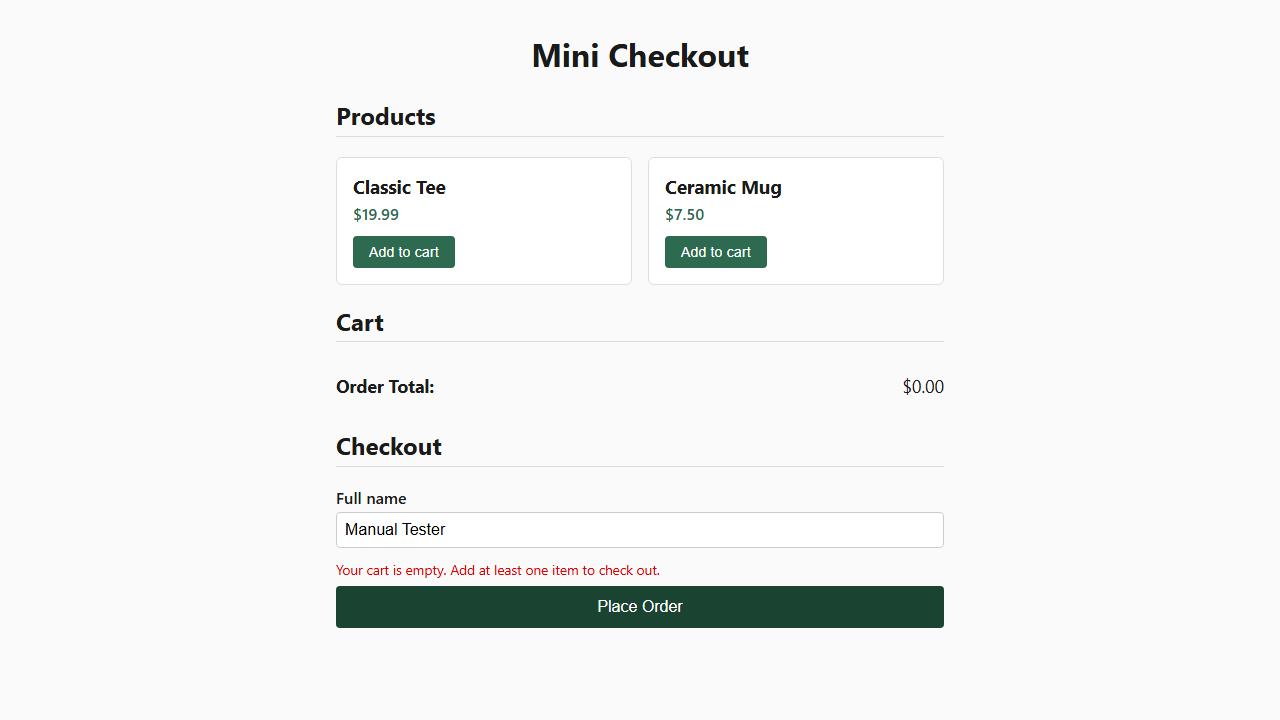 Mini Checkout
Products
Classic Tee
$19.99
Add to cart
Ceramic Mug
$7.50
Add to cart
Cart
Order Total: $0.00
Checkout
Full name
Manual Tester
Your cart is empty. Add at least one item to check out.
Place Order